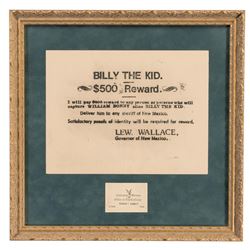 BILLY THE KID.
$500 Reward.
I will pay $500 reward to any person or persons who will
capture WILLIAM BONNY alias BILLY THE KID
Deliver him to any sheriff of New Mexico.
Satisfactory proofs of identity will be required for reward.
LEW. WALLACE,
Governor of New Mexico.